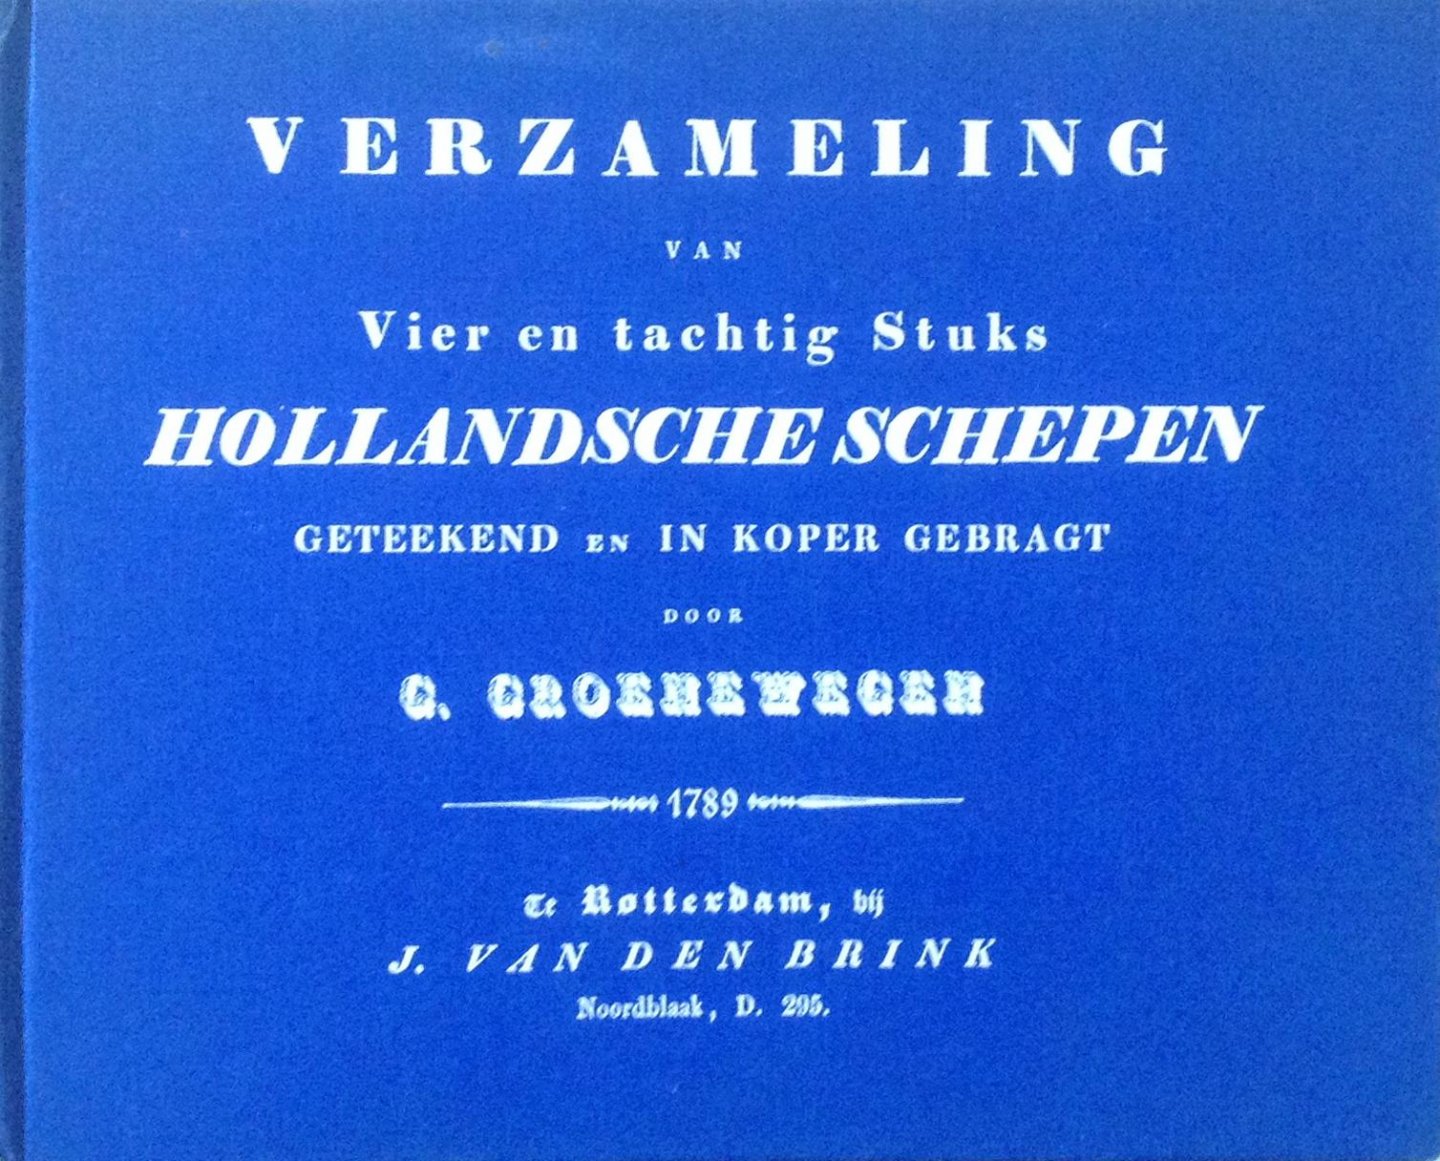 VERZAMELING
VAN
Vier en tachtig Stuks
HOLLANDSCHE SCHEPEN
GETEEKEND EN IN KOPER GEBRAGT
DOOR
G. GROENEWEGEN
1789
Te Rotterdam, bij
J. VAN DEN BRINK
Noordblaak, D. 295.